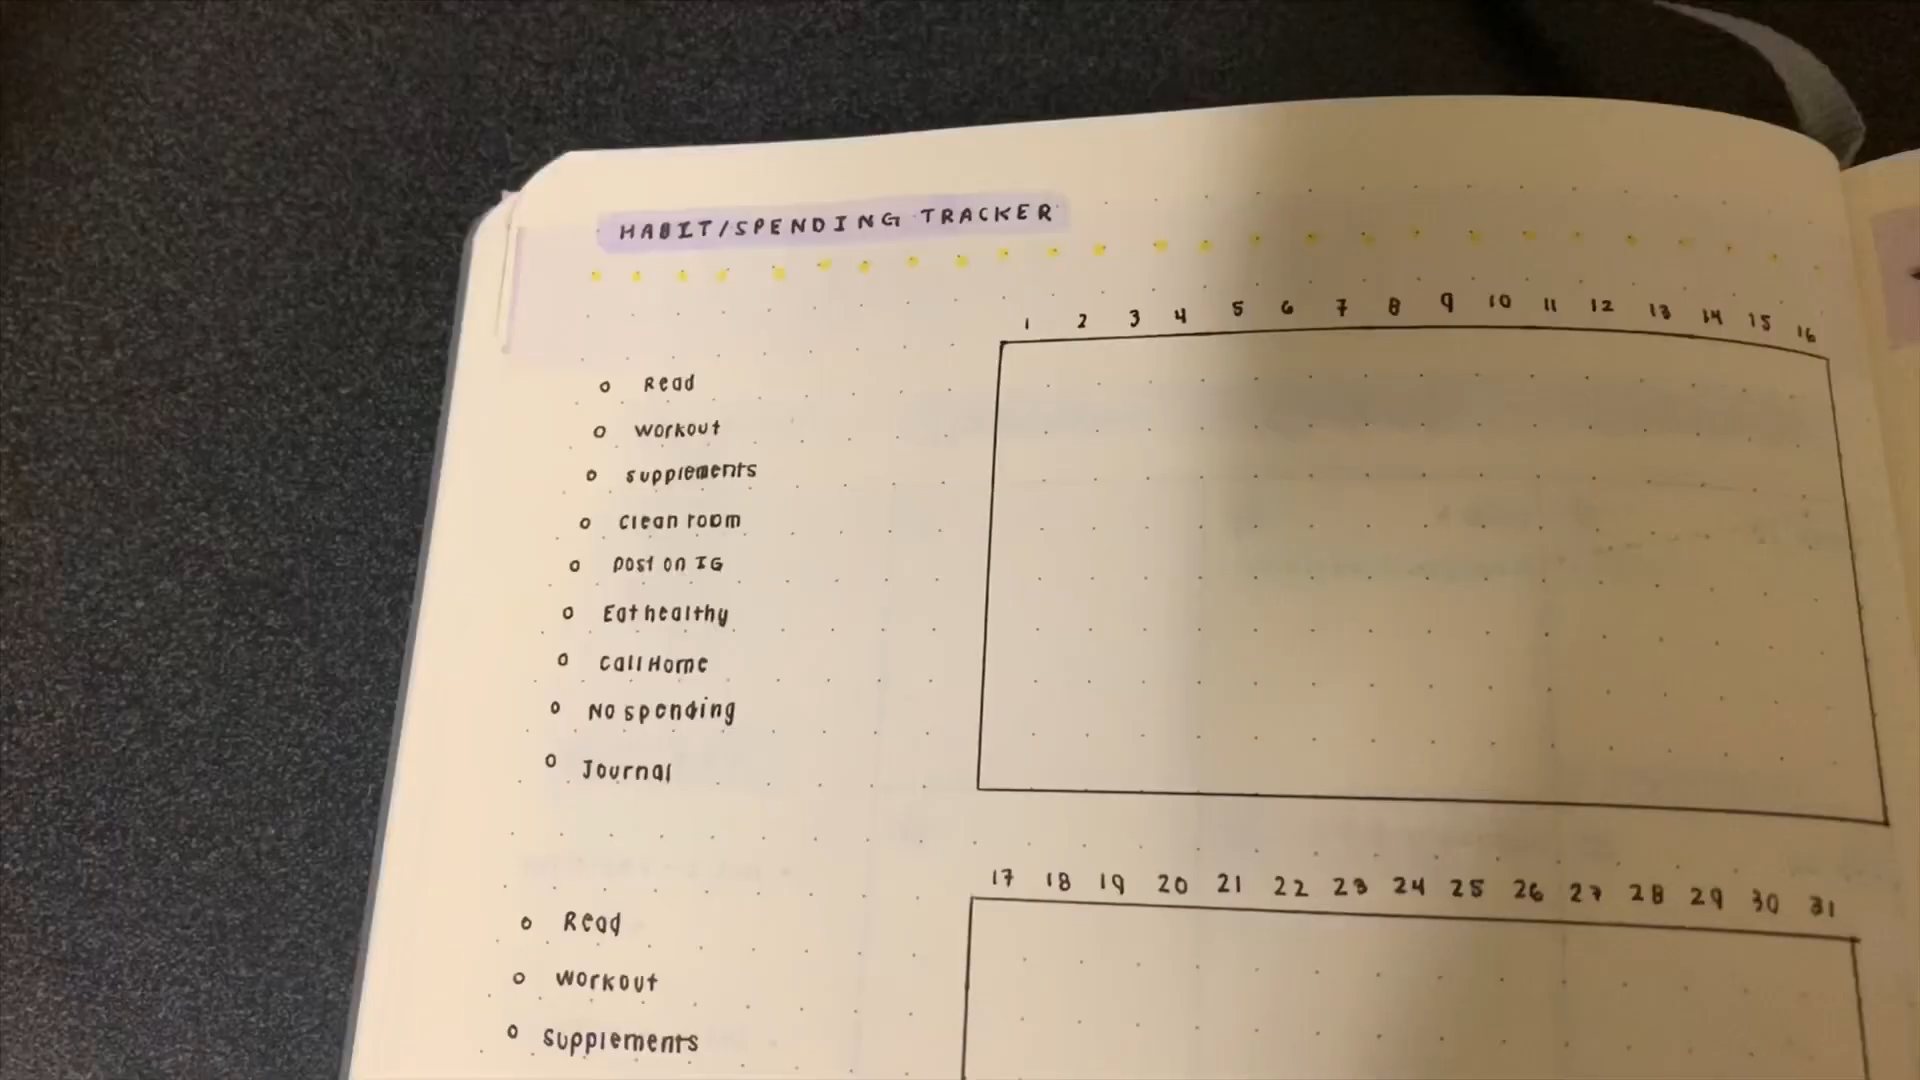 HABIT/SPENDING TRACKER
1 2 3 4 5 6 7 8 9 10 11 12 13 14 15 16
Read
Workout
Supplements
Clean room
Post on IG
Eat healthy
Call Home
No spending
Journal
17 18 19 20 21 22 23 24 25 26 27 28 29 30 31
Read
Workout
Supplements